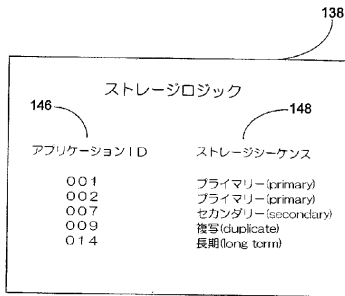 138
ストレージロジック
146
148
アプリケーションID
ストレージシーケンス
001 プライマリー(primary)
002 プライマリー(primary)
007 セカンダリー(secondary)
009 複写(duplicate)
014 長期(long term)